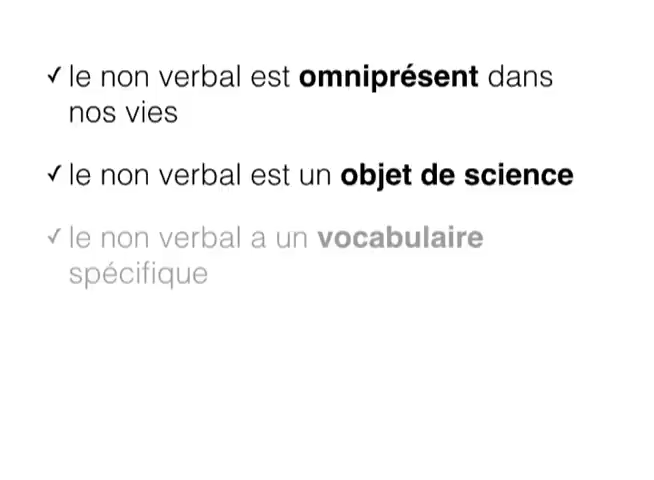 ✓ le non verbal est omniprésent dans
nos vies
✓ le non verbal est un objet de science
✓ le non verbal a un vocabulaire
spécifique